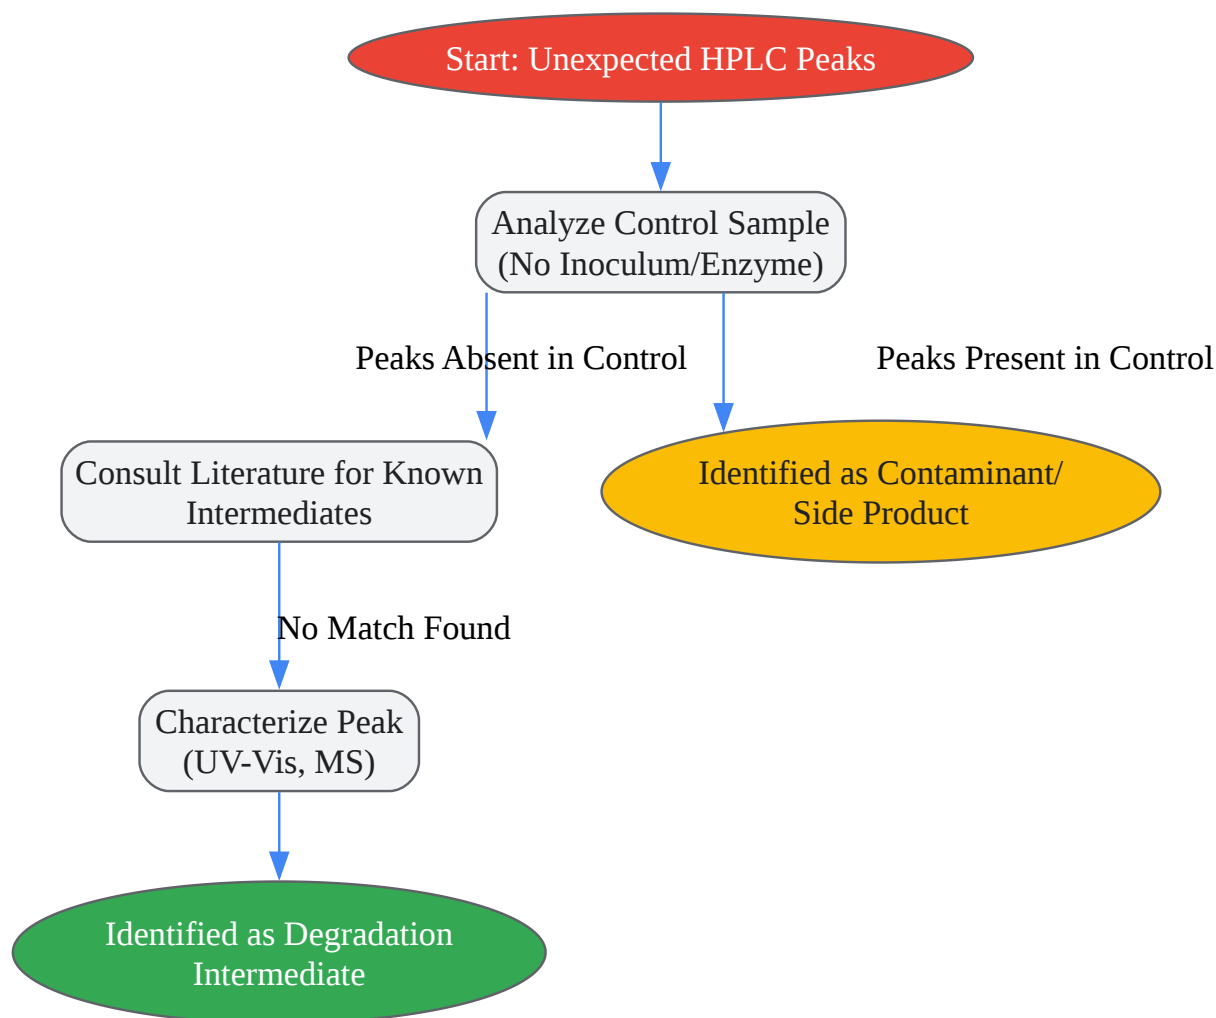 Start: Unexpected HPLC Peaks
Analyze Control Sample
(No Inoculum/Enzyme)
Peaks Absent in Control
Peaks Present in Control
Consult Literature for Known
Intermediates
Identified as Contaminant/
Side Product
No Match Found
Characterize Peak
(UV-Vis, MS)
Identified as Degradation
Intermediate